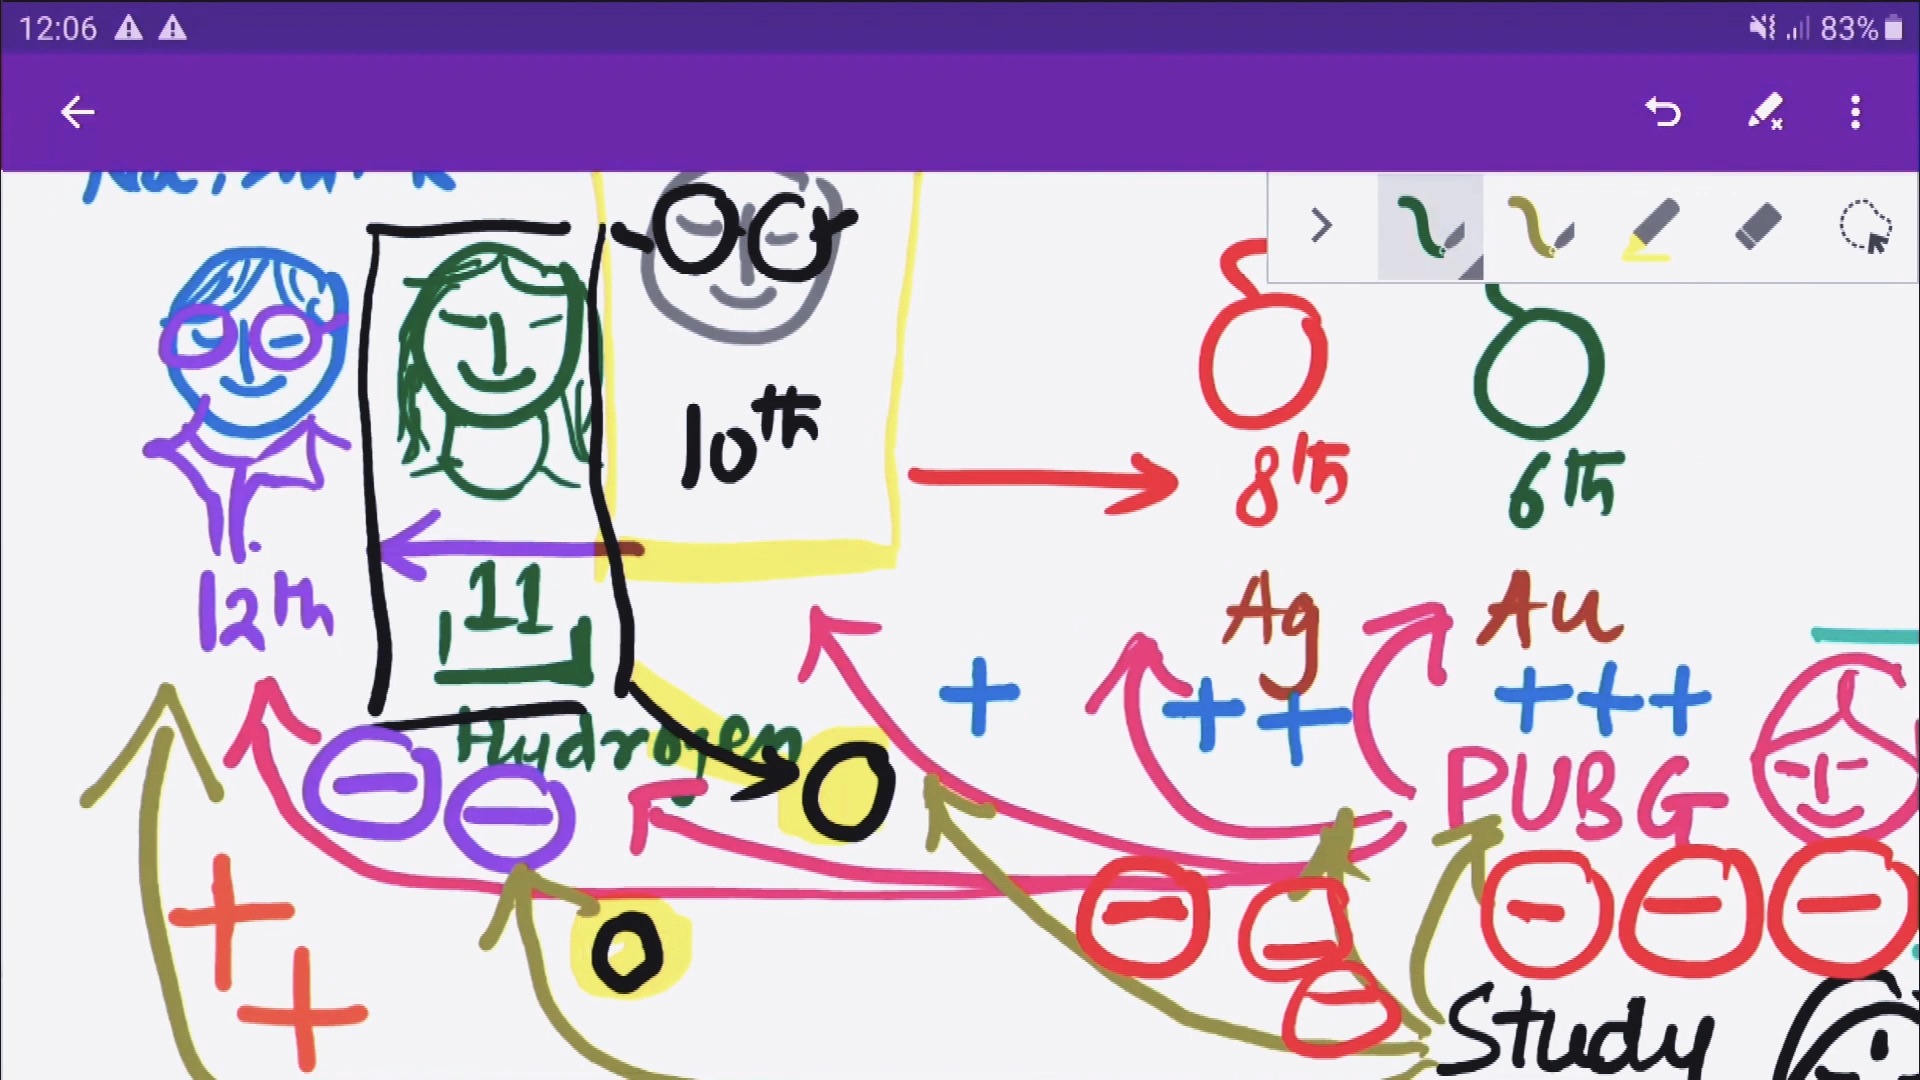 12:06
83%
10th
8th
6th
12th
11
Ag
Au
+
++
+++
Hydrogen
PUBG
Study